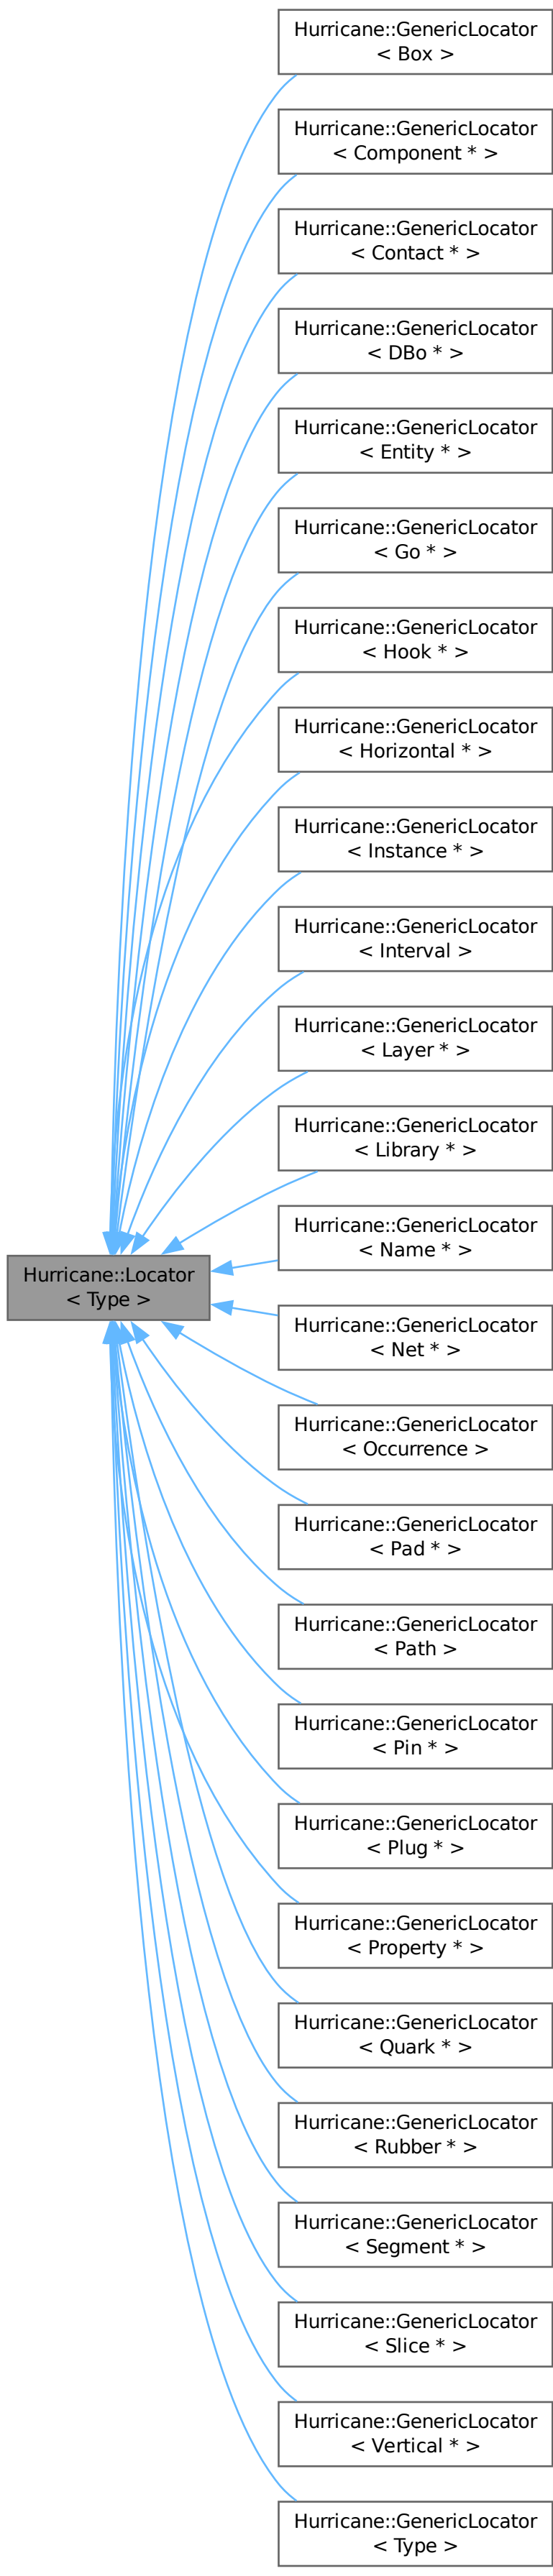 Hurricane::GenericLocator
< Box >
Hurricane::GenericLocator
< Component * >
Hurricane::GenericLocator
< Contact * >
Hurricane::GenericLocator
< DBo * >
Hurricane::GenericLocator
< Entity * >
Hurricane::GenericLocator
< Go * >
Hurricane::GenericLocator
< Hook * >
Hurricane::GenericLocator
< Horizontal * >
Hurricane::GenericLocator
< Instance * >
Hurricane::GenericLocator
< Interval >
Hurricane::GenericLocator
< Layer * >
Hurricane::GenericLocator
< Library * >
Hurricane::GenericLocator
< Name * >
Hurricane::Locator
< Type >
Hurricane::GenericLocator
< Net * >
Hurricane::GenericLocator
< Occurrence >
Hurricane::GenericLocator
< Pad * >
Hurricane::GenericLocator
< Path >
Hurricane::GenericLocator
< Pin * >
Hurricane::GenericLocator
< Plug * >
Hurricane::GenericLocator
< Property * >
Hurricane::GenericLocator
< Quark * >
Hurricane::GenericLocator
< Rubber * >
Hurricane::GenericLocator
< Segment * >
Hurricane::GenericLocator
< Slice * >
Hurricane::GenericLocator
< Vertical * >
Hurricane::GenericLocator
< Type >